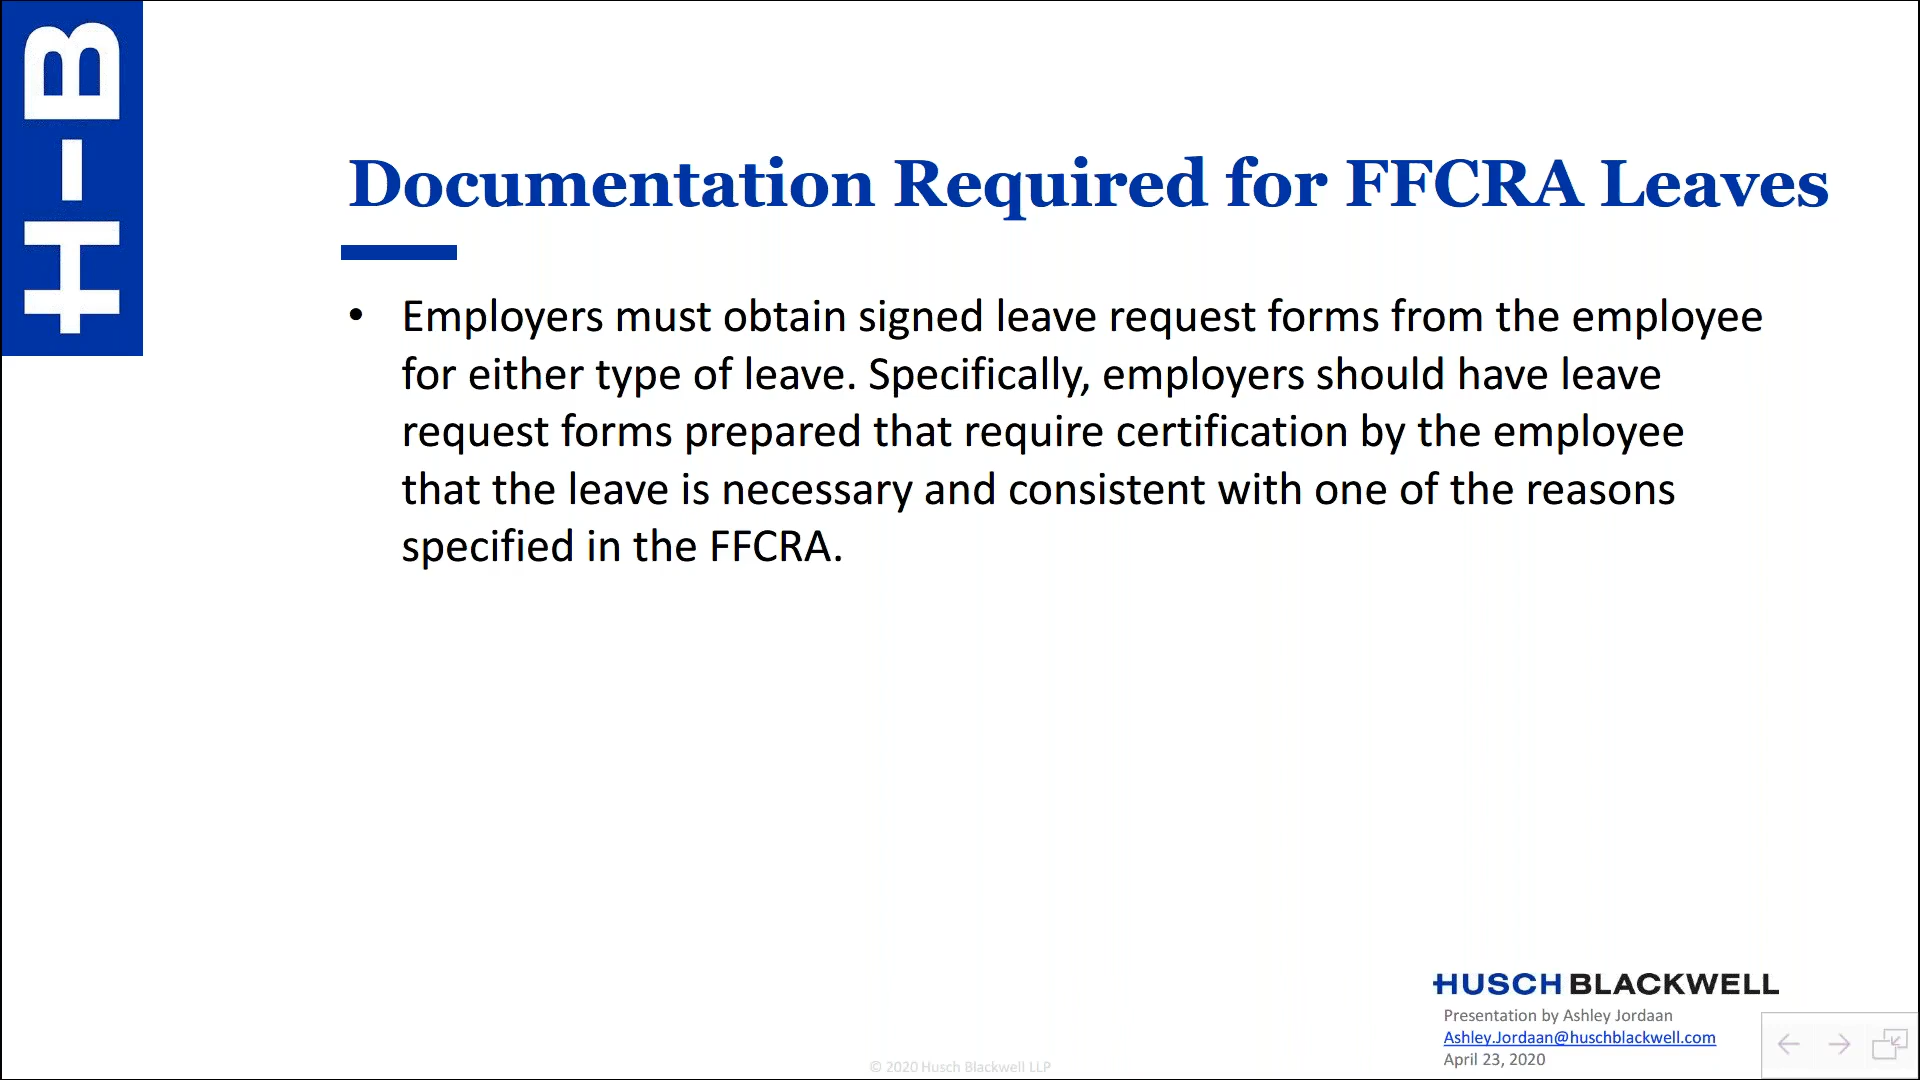 H-B
Documentation Required for FFCRA Leaves
• Employers must obtain signed leave request forms from the employee
for either type of leave. Specifically, employers should have leave
request forms prepared that require certification by the employee
that the leave is necessary and consistent with one of the reasons
specified in the FFCRA.
HUSCH BLACKWELL
Presentation by Ashley Jordaan
Ashley.Jordaan@huschblackwell.com
April 23, 2020
© 2020 Husch Blackwell LLP